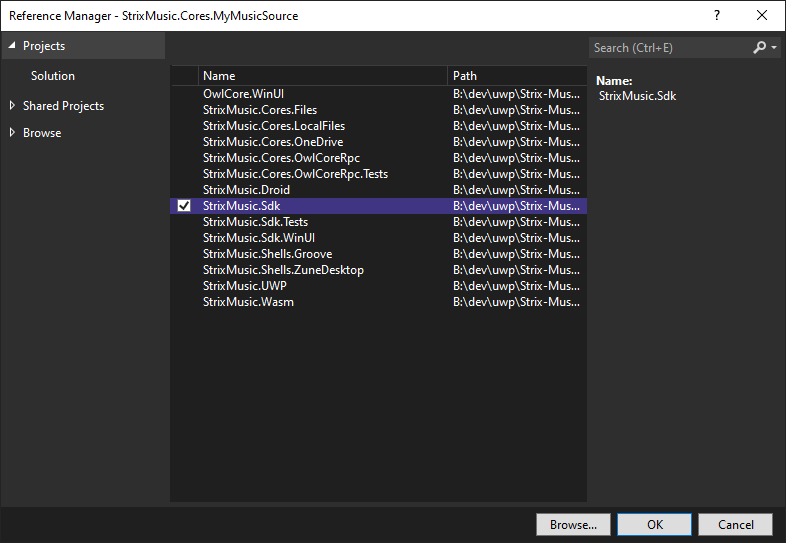 Reference Manager - StrixMusic.Cores.MyMusicSource
Projects
Solution
Shared Projects
Browse
Name Path
OwlCore.WinUI B:\dev\uwp\Strix-Mus...
StrixMusic.Cores.Files B:\dev\uwp\Strix-Mus...
StrixMusic.Cores.LocalFiles B:\dev\uwp\Strix-Mus...
StrixMusic.Cores.OneDrive B:\dev\uwp\Strix-Mus...
StrixMusic.Cores.OwlCoreRpc B:\dev\uwp\Strix-Mus...
StrixMusic.Cores.OwlCoreRpc.Tests B:\dev\uwp\Strix-Mus...
StrixMusic.Droid B:\dev\uwp\Strix-Mus...
StrixMusic.Sdk B:\dev\uwp\Strix-Mus...
StrixMusic.Sdk.Tests B:\dev\uwp\Strix-Mus...
StrixMusic.Sdk.WinUI B:\dev\uwp\Strix-Mus...
StrixMusic.Shells.Groove B:\dev\uwp\Strix-Mus...
StrixMusic.Shells.ZuneDesktop B:\dev\uwp\Strix-Mus...
StrixMusic.UWP B:\dev\uwp\Strix-Mus...
StrixMusic.Wasm B:\dev\uwp\Strix-Mus...
Search (Ctrl+E)
Name:
StrixMusic.Sdk
Browse... OK Cancel